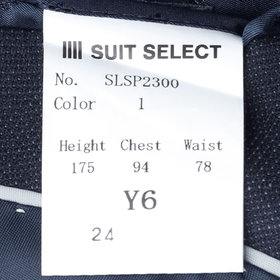 SUIT SELECT
No. SLSP2300
Color 1
Height Chest Waist
175 94 78
Y6
24